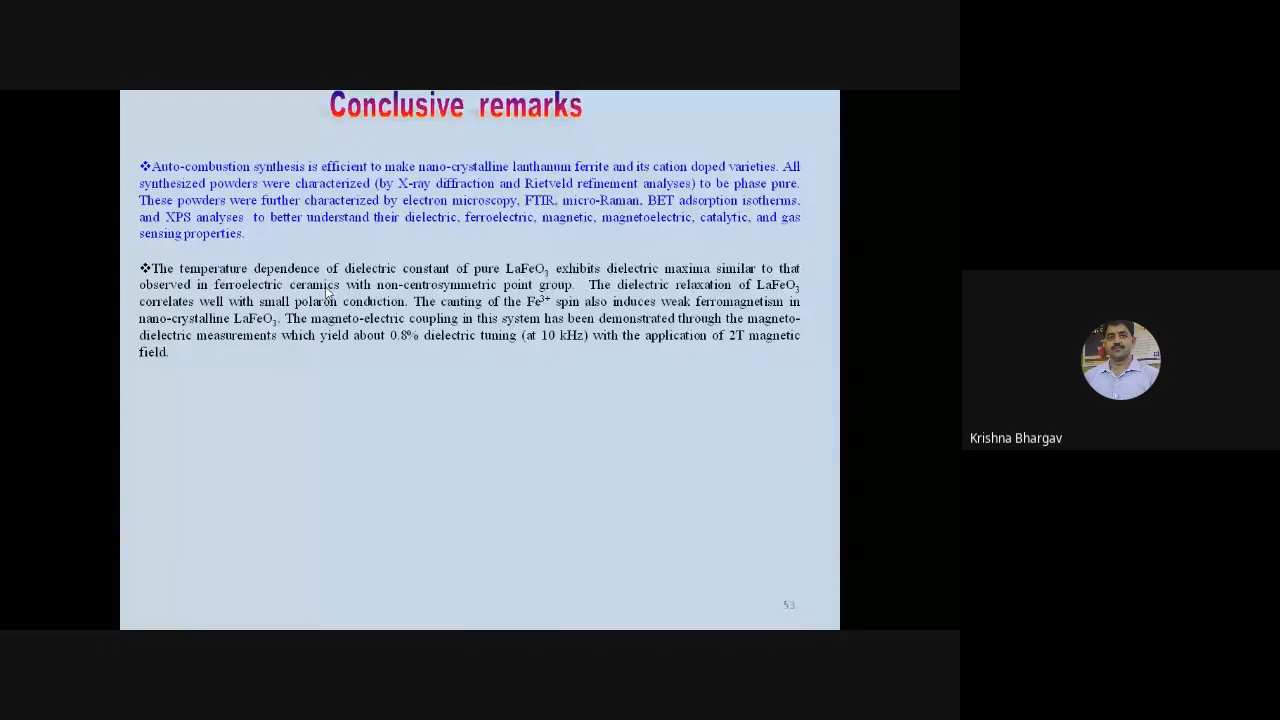 Conclusive remarks
❖Auto-combustion synthesis is efficient to make nano-crystalline lanthanum ferrite and its cation doped varieties. All
synthesized powders were characterized (by X-ray diffraction and Rietveld refinement analyses) to be phase pure.
These powders were further characterized by electron microscopy, FTIR, micro-Raman, BET adsorption isotherms,
and XPS analyses to better understand their dielectric, ferroelectric, magnetic, magnetoelectric, catalytic, and gas
sensing properties.
❖The temperature dependence of dielectric constant of pure LaFeO₃ exhibits dielectric maxima similar to that
observed in ferroelectric ceramics with non-centrosymmetric point group. The dielectric relaxation of LaFeO₃
correlates well with small polaron conduction. The canting of the Fe³⁺ spin also induces weak ferromagnetism in
nano-crystalline LaFeO₃. The magneto-electric coupling in this system has been demonstrated through the magneto-
dielectric measurements which yield about 0.8% dielectric tuning (at 10 kHz) with the application of 2T magnetic
field.
53
Krishna Bhargav